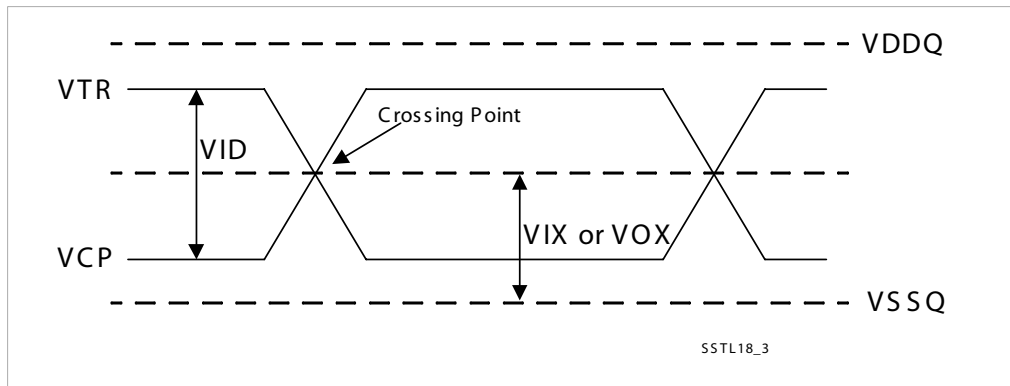 VDDQ
VTR
Crossing Point
VID
VIX or VOX
VCP
VSSQ
SSTL18_3